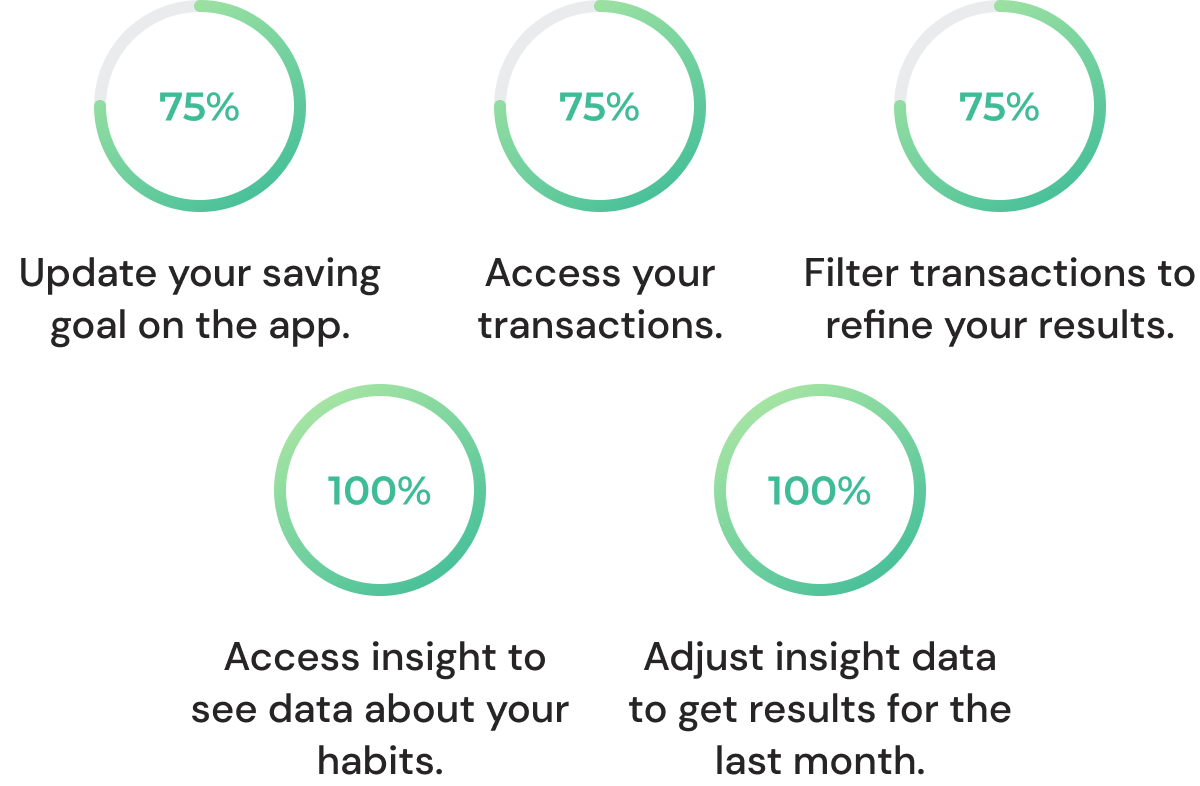 75%
75%
75%
Update your saving
goal on the app.
Access your
transactions.
Filter transactions to
refine your results.
100%
100%
Access insight to
see data about your
habits.
Adjust insight data
to get results for the
last month.